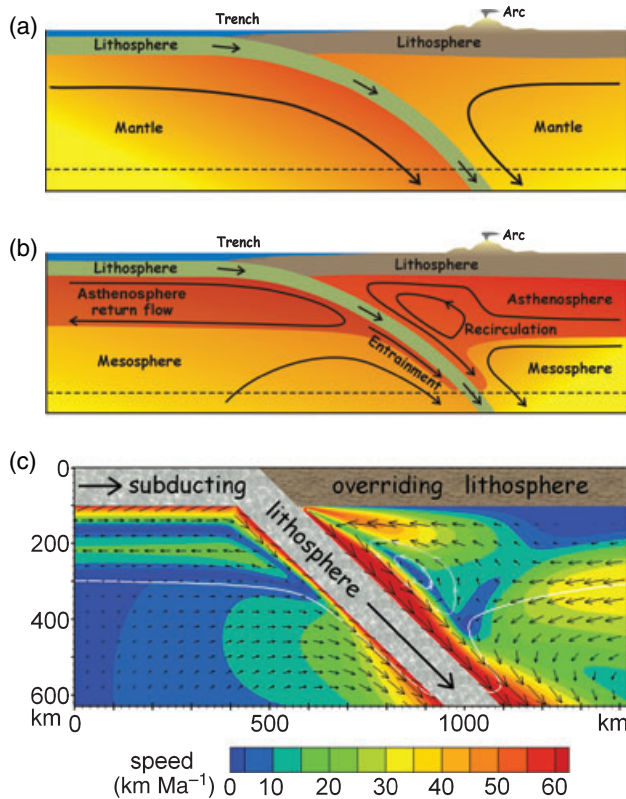 (a)
Trench
Arc
Lithosphere
Lithosphere
Mantle
Mantle
(b)
Trench
Arc
Lithosphere
Lithosphere
Asthenosphere
return flow
Asthenosphere
Recirculation
Entrainment
Mesosphere
Mesosphere
(c)
0
200
400
600
km
subducting
lithosphere
overriding lithosphere
0 500 1000
speed
(km Ma⁻¹)
0 10 20 30 40 50 60